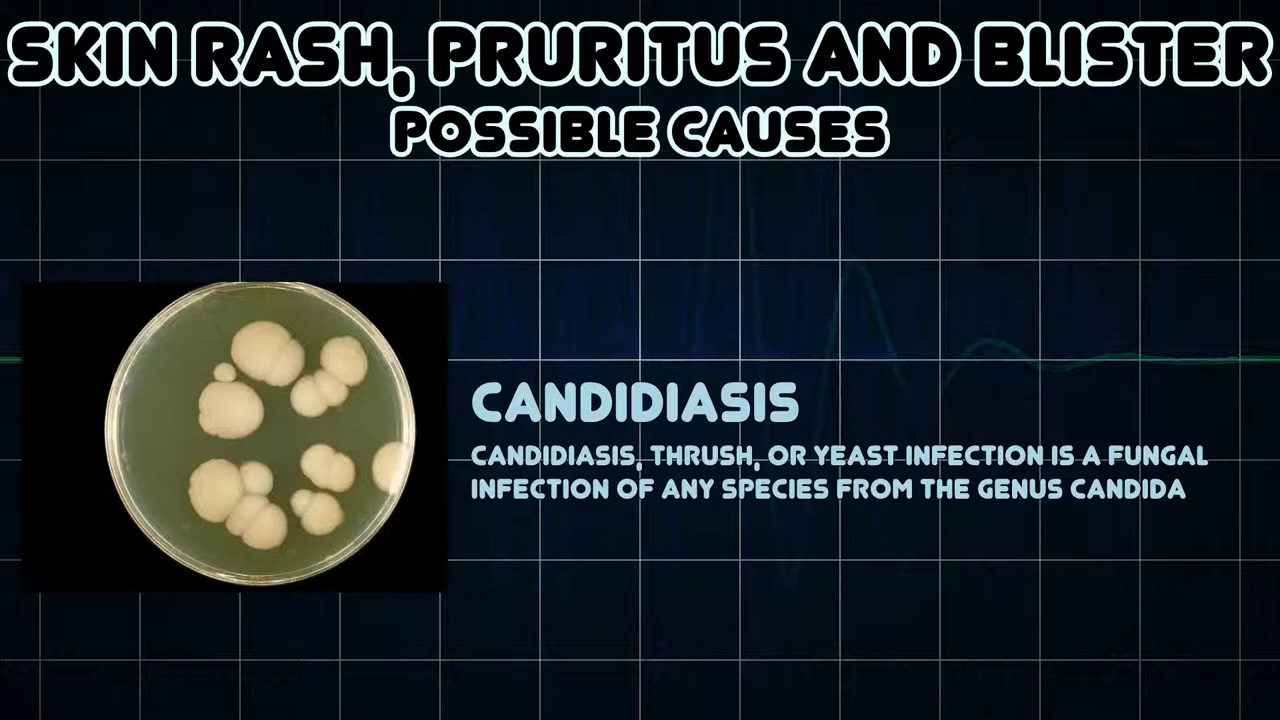 SKIN RASH, PRURITUS AND BLISTER
POSSIBLE CAUSES
CANDIDIASIS
CANDIDIASIS, THRUSH, OR YEAST INFECTION IS A FUNGAL
INFECTION OF ANY SPECIES FROM THE GENUS CANDIDA